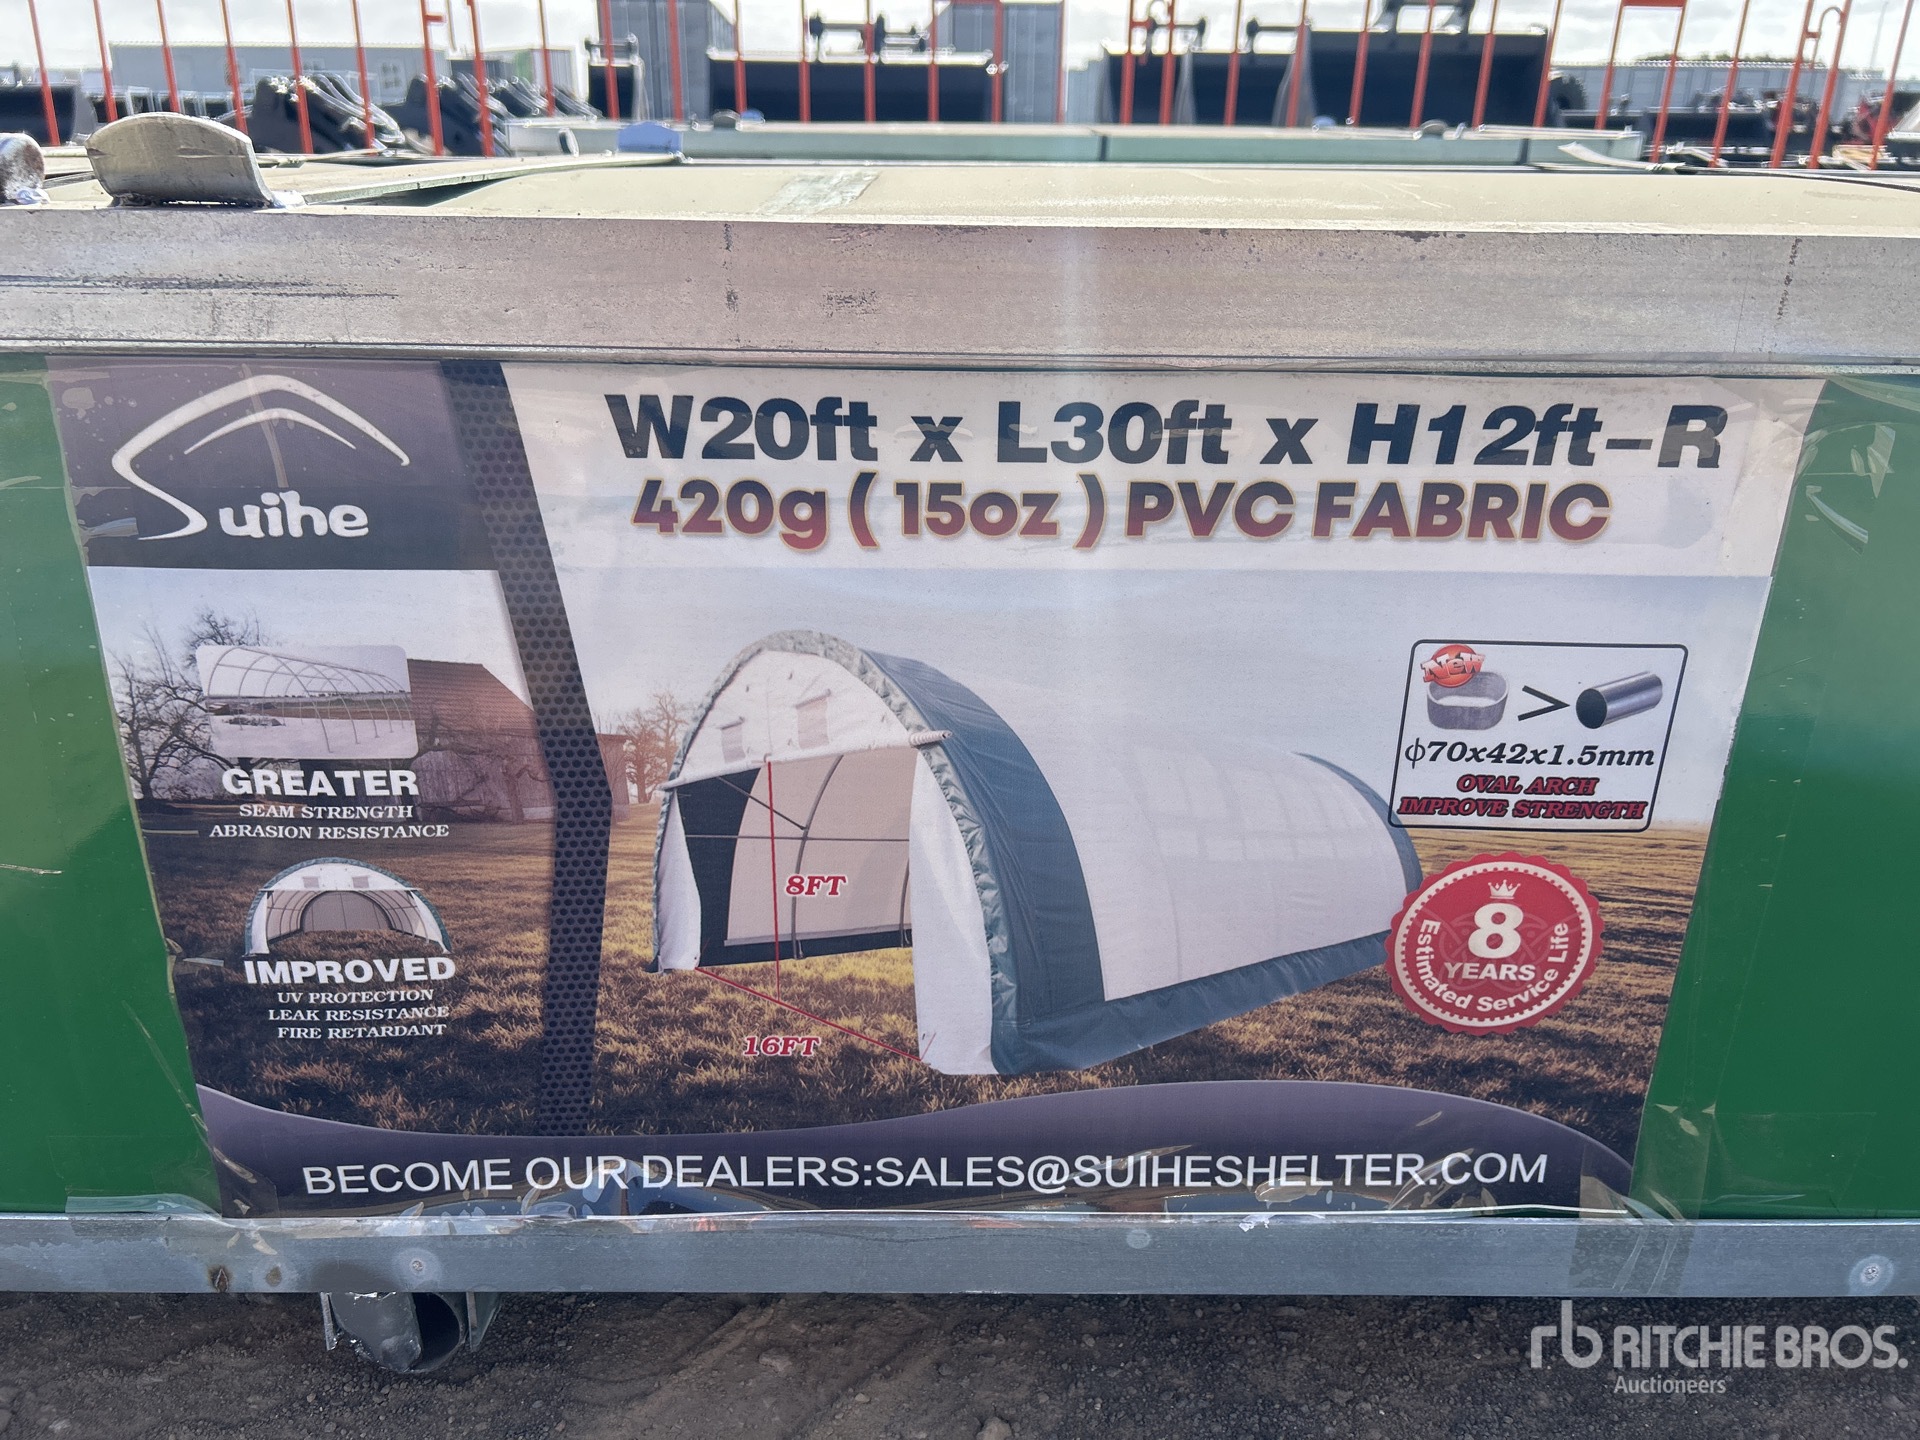 Suihe
W20ft x L30ft x H12ft-R
420g ( 15oz ) PVC FABRIC
NeW
ф70x42x1.5mm
OVAL ARCH
IMPROVE STRENGTH
GREATER
SEAM STRENGTH
ABRASION RESISTANCE
8FT
16FT
8
YEARS
Estimated Service Life
IMPROVED
UV PROTECTION
LEAK RESISTANCE
FIRE RETARDANT
BECOME OUR DEALERS:SALES@SUIHESHELTER.COM
rb RITCHIE BROS.
Auctioneers